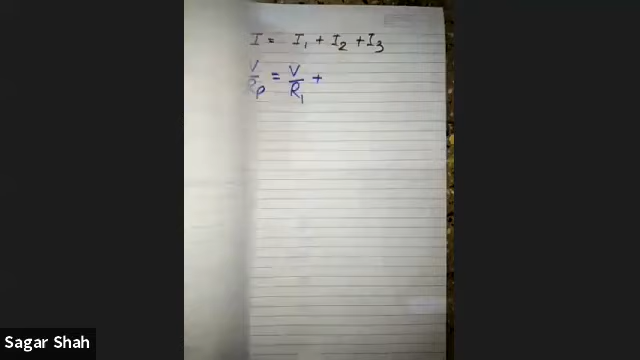 I = I₁ + I₂ + I₃
V/Rp = V/R₁ +
Sagar Shah